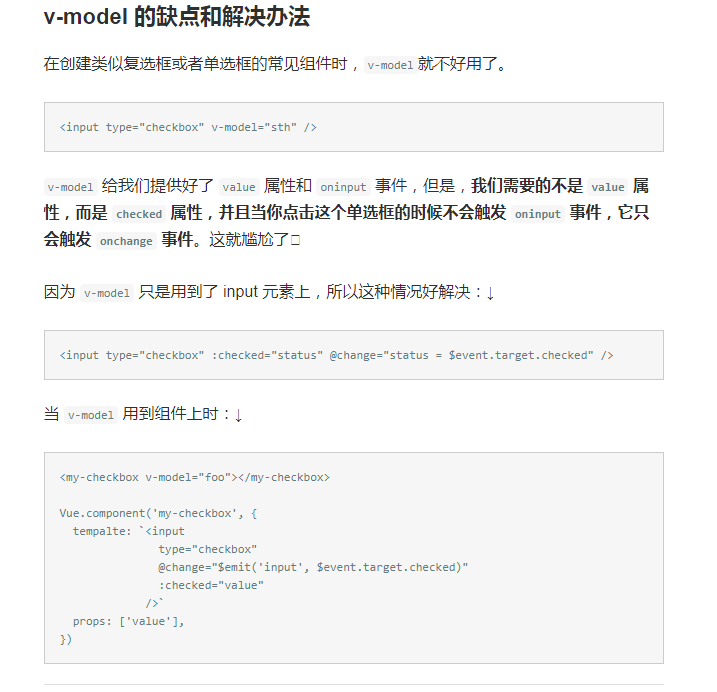 v-model 的缺点和解决办法
在创建类似复选框或者单选框的常见组件时，v-model 就不好用了。
<input type="checkbox" v-model="sth" />
v-model 给我们提供好了 value 属性和 oninput 事件，但是，我们需要的不是 value 属
性，而是 checked 属性，并且当你点击这个单选框的时候不会触发 oninput 事件，它只
会触发 onchange 事件。这就尴尬了□
因为 v-model 只是用到了 input 元素上，所以这种情况好解决：↓
<input type="checkbox" :checked="status" @change="status = $event.target.checked" />
当 v-model 用到组件上时：↓
<my-checkbox v-model="foo"></my-checkbox>
Vue.component('my-checkbox', {
  tempalte: `<input
               type="checkbox"
               @change="$emit('input', $event.target.checked)"
               :checked="value"
             />`
  props: ['value'],
})